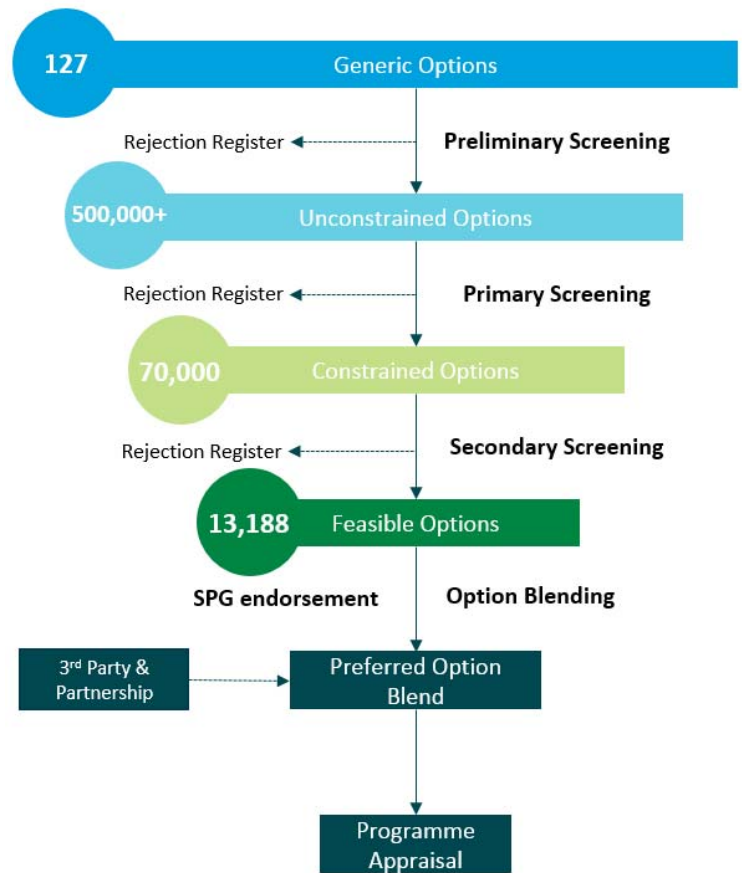 127
Generic Options
Rejection Register
Preliminary Screening
500,000+
Unconstrained Options
Rejection Register
Primary Screening
70,000
Constrained Options
Rejection Register
Secondary Screening
13,188
Feasible Options
SPG endorsement
Option Blending
3rd Party &
Partnership
Preferred Option
Blend
Programme
Appraisal